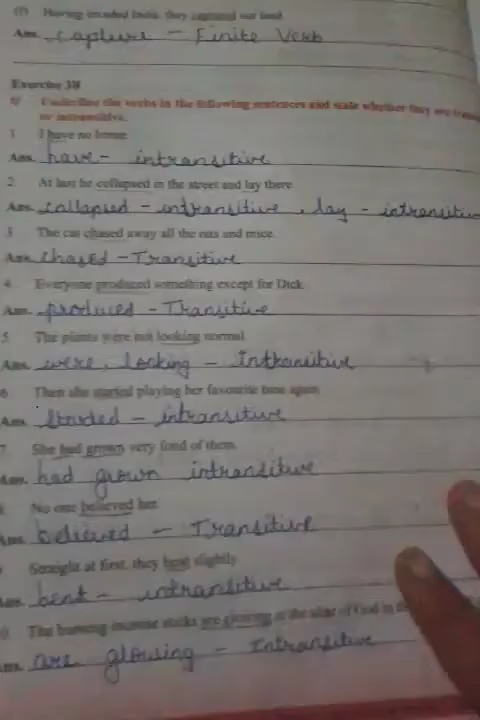 (f) Having invaded India, they captured our land.
Ans. capture - Finite Verb
Exercise 38
Underline the verbs in the following sentences and state whether they are
or intransitive.
1. I have no home.
Ans. have - intransitive
2. At last he collapsed in the street and lay there.
Ans. collapsed - intransitive, lay - intransitive
3. The cat chased away all the rats and mice.
Ans. chased - Transitive
4. Everyone produced something except for Dick.
Ans. produced - Transitive
5. The plants were not looking normal.
Ans. were, looking - Intransitive
6. Then she started playing her favourite tune again.
Ans. started - intransitive
7. She had grown very fond of them.
Ans. had grown intransitive
No one believed her.
Ans. believed - Transitive
Straight at first, they bent slightly.
Ans. bent - intransitive
The burning incense sticks are glowing at the altar of God in the
Ans. are glowing - Intransitive